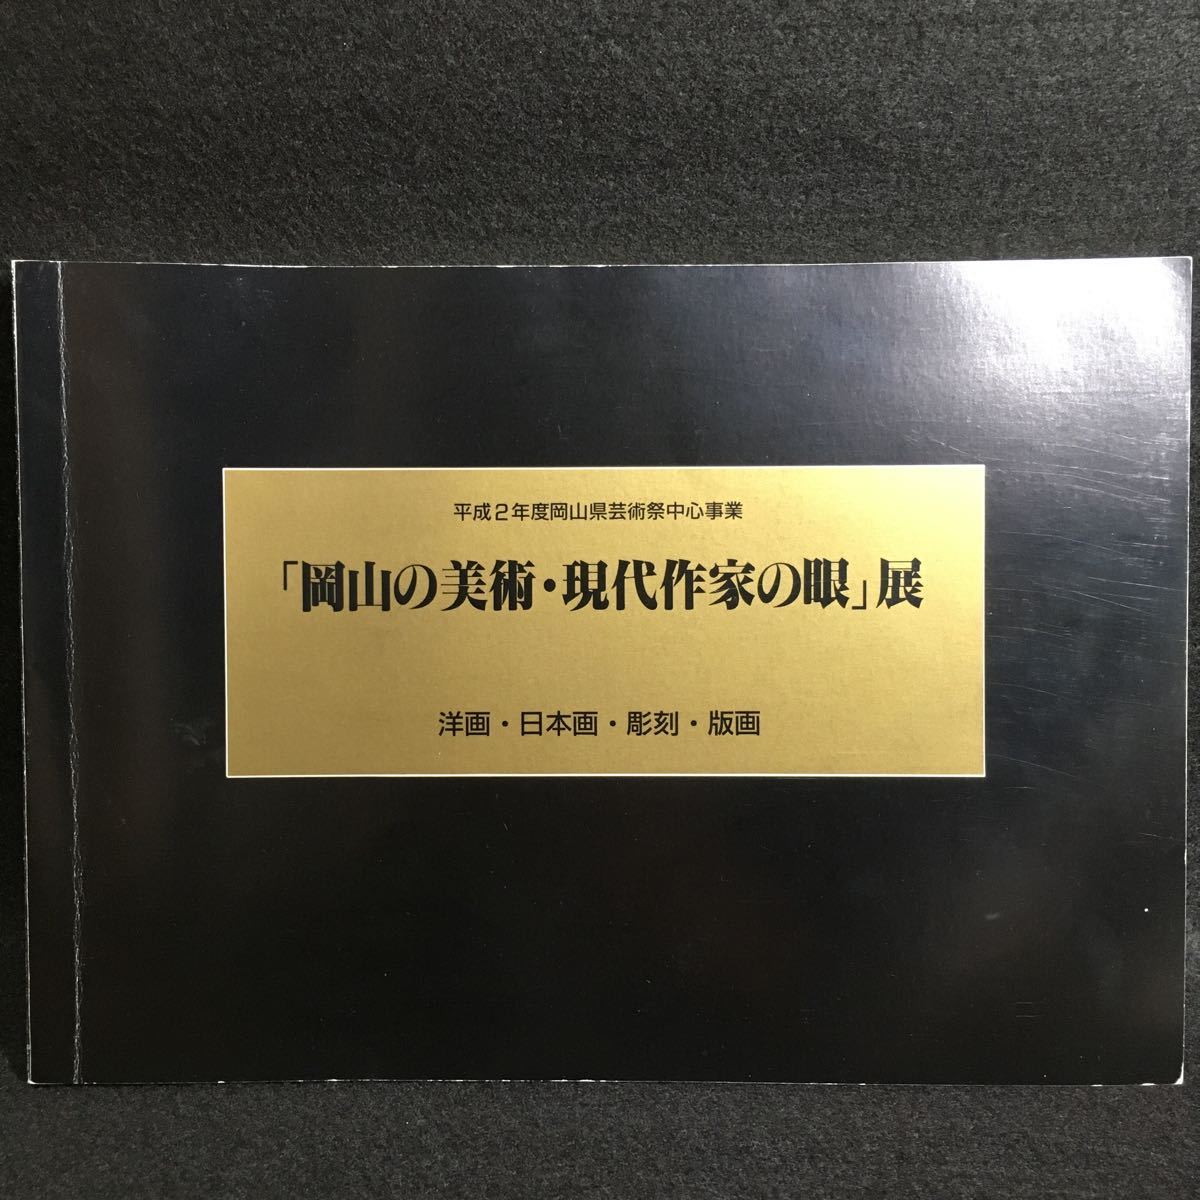 平成２年度岡山県芸術祭中心事業
「岡山の美術・現代作家の眼」展
洋画・日本画・彫刻・版画